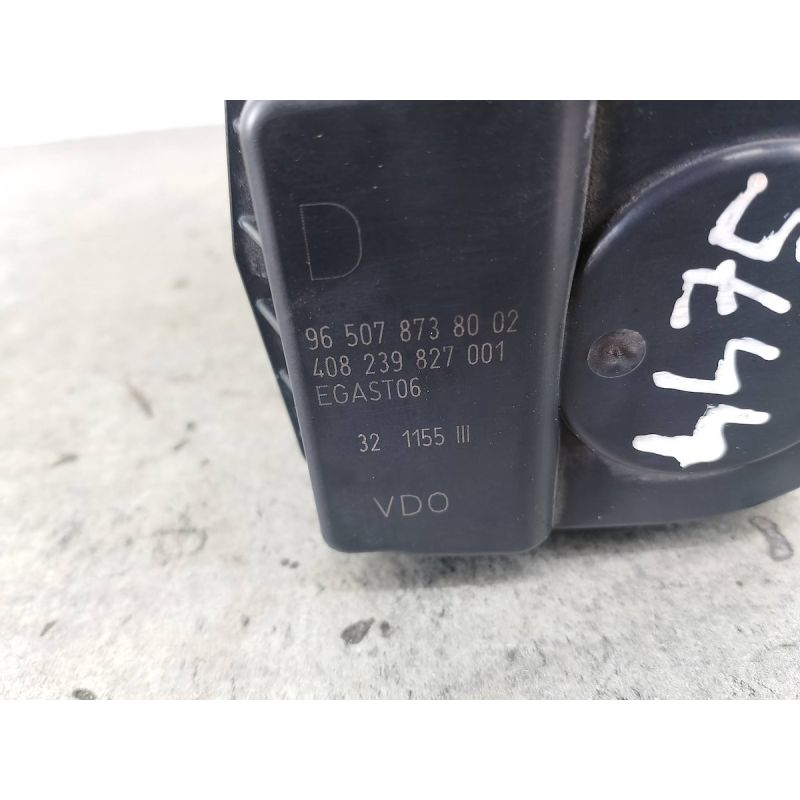 D
96 507 873 80 02
408 239 827 001
EGAST06
32 1155 III
VDO
4475